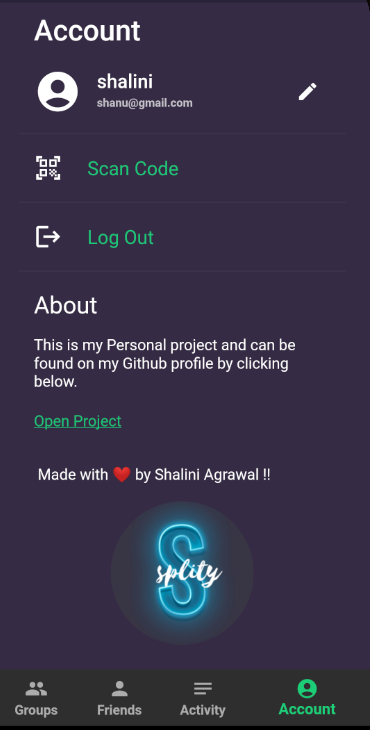 Account
shalini
shanu@gmail.com
Scan Code
Log Out
About
This is my Personal project and can be
found on my Github profile by clicking
below.
Open Project
Made with ❤️ by Shalini Agrawal !!
S
splity
Groups Friends Activity Account